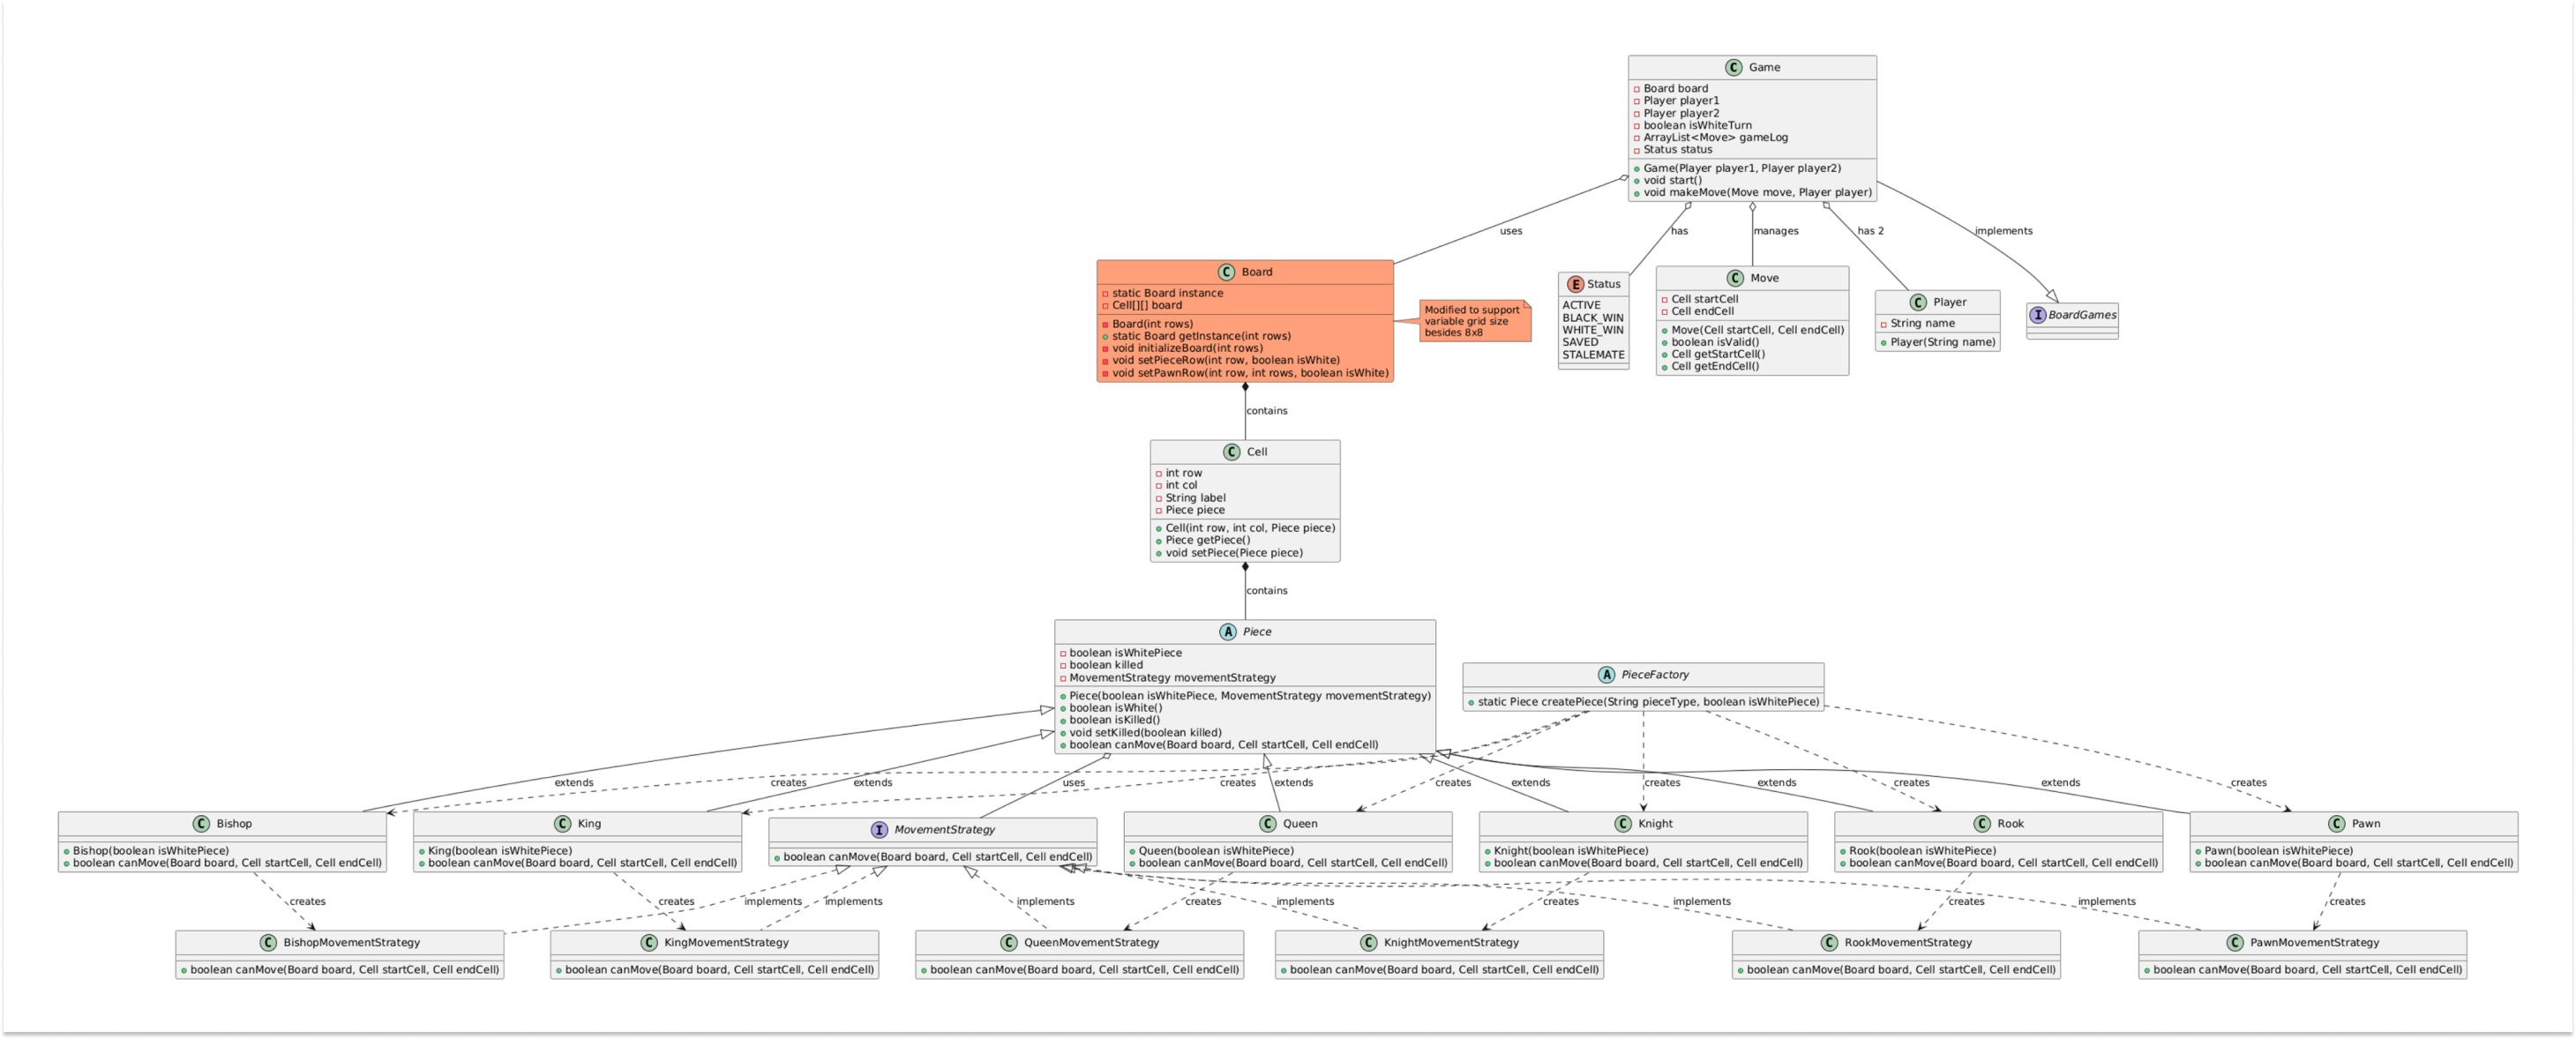 C Game
Board board
Player player1
Player player2
boolean isWhiteTurn
ArrayList<Move> gameLog
Status status
Game(Player player1, Player player2)
void start()
void makeMove(Move move, Player player)
uses
has
manages
has 2
implements
C Board
static Board instance
Cell[][] board
Board(int rows)
static Board getInstance(int rows)
void initializeBoard(int rows)
void setPieceRow(int row, boolean isWhite)
void setPawnRow(int row, int rows, boolean isWhite)
Modified to support
variable grid size
besides 8x8
E Status
ACTIVE
BLACK_WIN
WHITE_WIN
SAVED
STALEMATE
C Move
Cell startCell
Cell endCell
Move(Cell startCell, Cell endCell)
boolean isValid()
Cell getStartCell()
Cell getEndCell()
C Player
String name
Player(String name)
I BoardGames
contains
C Cell
int row
int col
String label
Piece piece
Cell(int row, int col, Piece piece)
Piece getPiece()
void setPiece(Piece piece)
contains
A Piece
boolean isWhitePiece
boolean killed
MovementStrategy movementStrategy
Piece(boolean isWhitePiece, MovementStrategy movementStrategy)
boolean isWhite()
boolean isKilled()
void setKilled(boolean killed)
boolean canMove(Board board, Cell startCell, Cell endCell)
A PieceFactory
static Piece createPiece(String pieceType, boolean isWhitePiece)
extends
creates
extends
uses
creates
extends
creates
extends
creates
extends
creates
extends
creates
C Bishop
Bishop(boolean isWhitePiece)
boolean canMove(Board board, Cell startCell, Cell endCell)
C King
King(boolean isWhitePiece)
boolean canMove(Board board, Cell startCell, Cell endCell)
I MovementStrategy
boolean canMove(Board board, Cell startCell, Cell endCell)
C Queen
Queen(boolean isWhitePiece)
boolean canMove(Board board, Cell startCell, Cell endCell)
C Knight
Knight(boolean isWhitePiece)
boolean canMove(Board board, Cell startCell, Cell endCell)
C Rook
Rook(boolean isWhitePiece)
boolean canMove(Board board, Cell startCell, Cell endCell)
C Pawn
Pawn(boolean isWhitePiece)
boolean canMove(Board board, Cell startCell, Cell endCell)
creates
creates
implements
implements
implements
creates
implements
creates
implements
creates
implements
creates
C BishopMovementStrategy
boolean canMove(Board board, Cell startCell, Cell endCell)
C KingMovementStrategy
boolean canMove(Board board, Cell startCell, Cell endCell)
C QueenMovementStrategy
boolean canMove(Board board, Cell startCell, Cell endCell)
C KnightMovementStrategy
boolean canMove(Board board, Cell startCell, Cell endCell)
C RookMovementStrategy
boolean canMove(Board board, Cell startCell, Cell endCell)
C PawnMovementStrategy
boolean canMove(Board board, Cell startCell, Cell endCell)